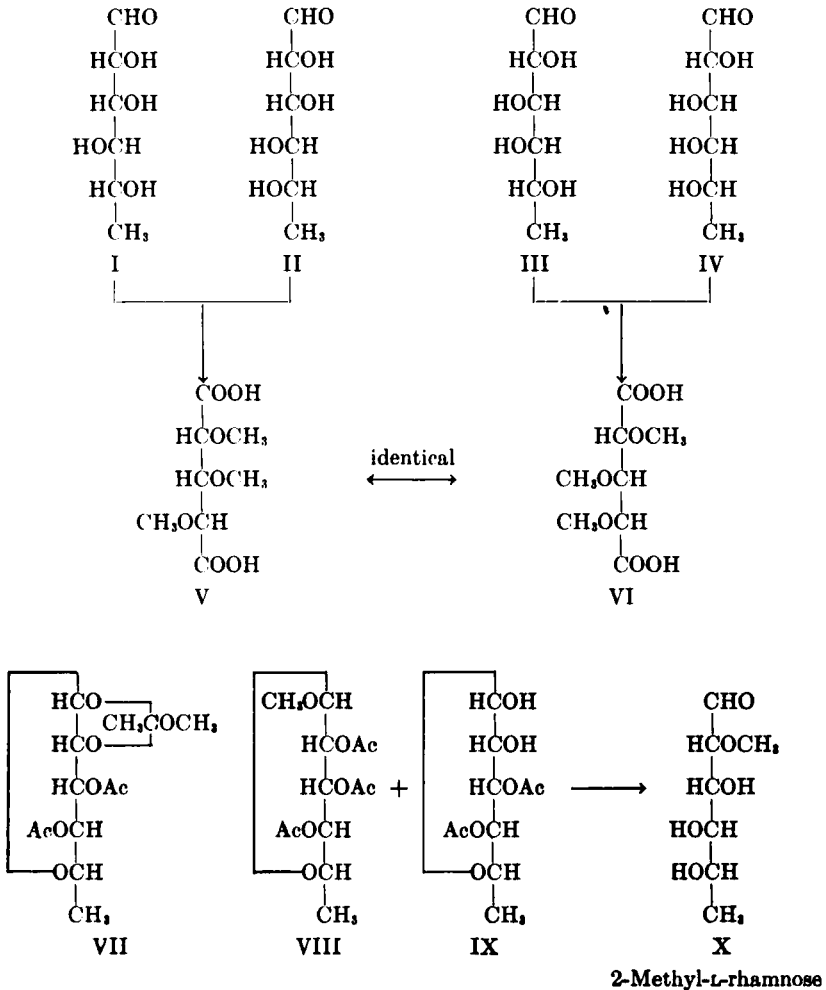 CHO CHO CHO CHO
HCOH HCOH HCOH HCOH
HCOH HCOH HOCH HOCH
HOCH HOCH HOCH HOCH
HCOH HOCH HCOH HOCH
CH₃ CH₃ CH₃ CH₃
I II III IV
COOH COOH
HCOCH₃ HCOCH₃
identical
HCOCH₃ CH₃OCH
CH₃OCH CH₃OCH
COOH COOH
V VI
HCO CH₃OCH HCOH CHO
CH₃COCH₃
HCO HCOAc HCOH HCOCH₃
HCOAc HCOAc + HCOAc HCOH
AcOCH AcOCH AcOCH HOCH
OCH OCH OCH HOCH
CH₃ CH₃ CH₃ CH₃
VII VIII IX X
2-Methyl-L-rhamnose